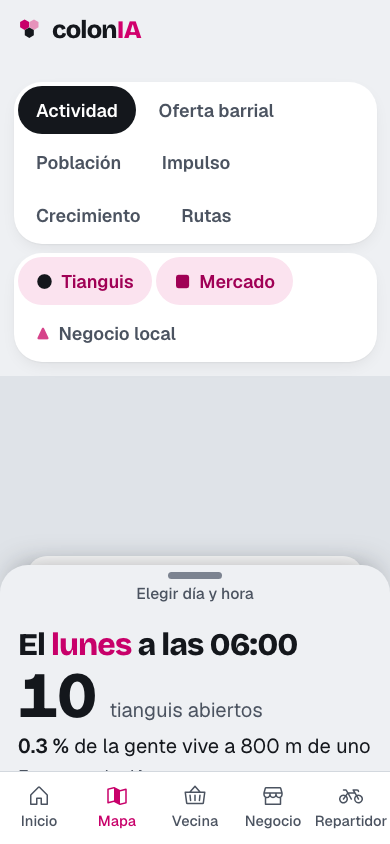 colonIA
Actividad Oferta barrial
Población Impulso
Crecimiento Rutas
Tianguis Mercado
Negocio local
Elegir día y hora
El lunes a las 06:00
10 tianguis abiertos
0.3 % de la gente vive a 800 m de uno
Inicio Mapa Vecina Negocio Repartidor